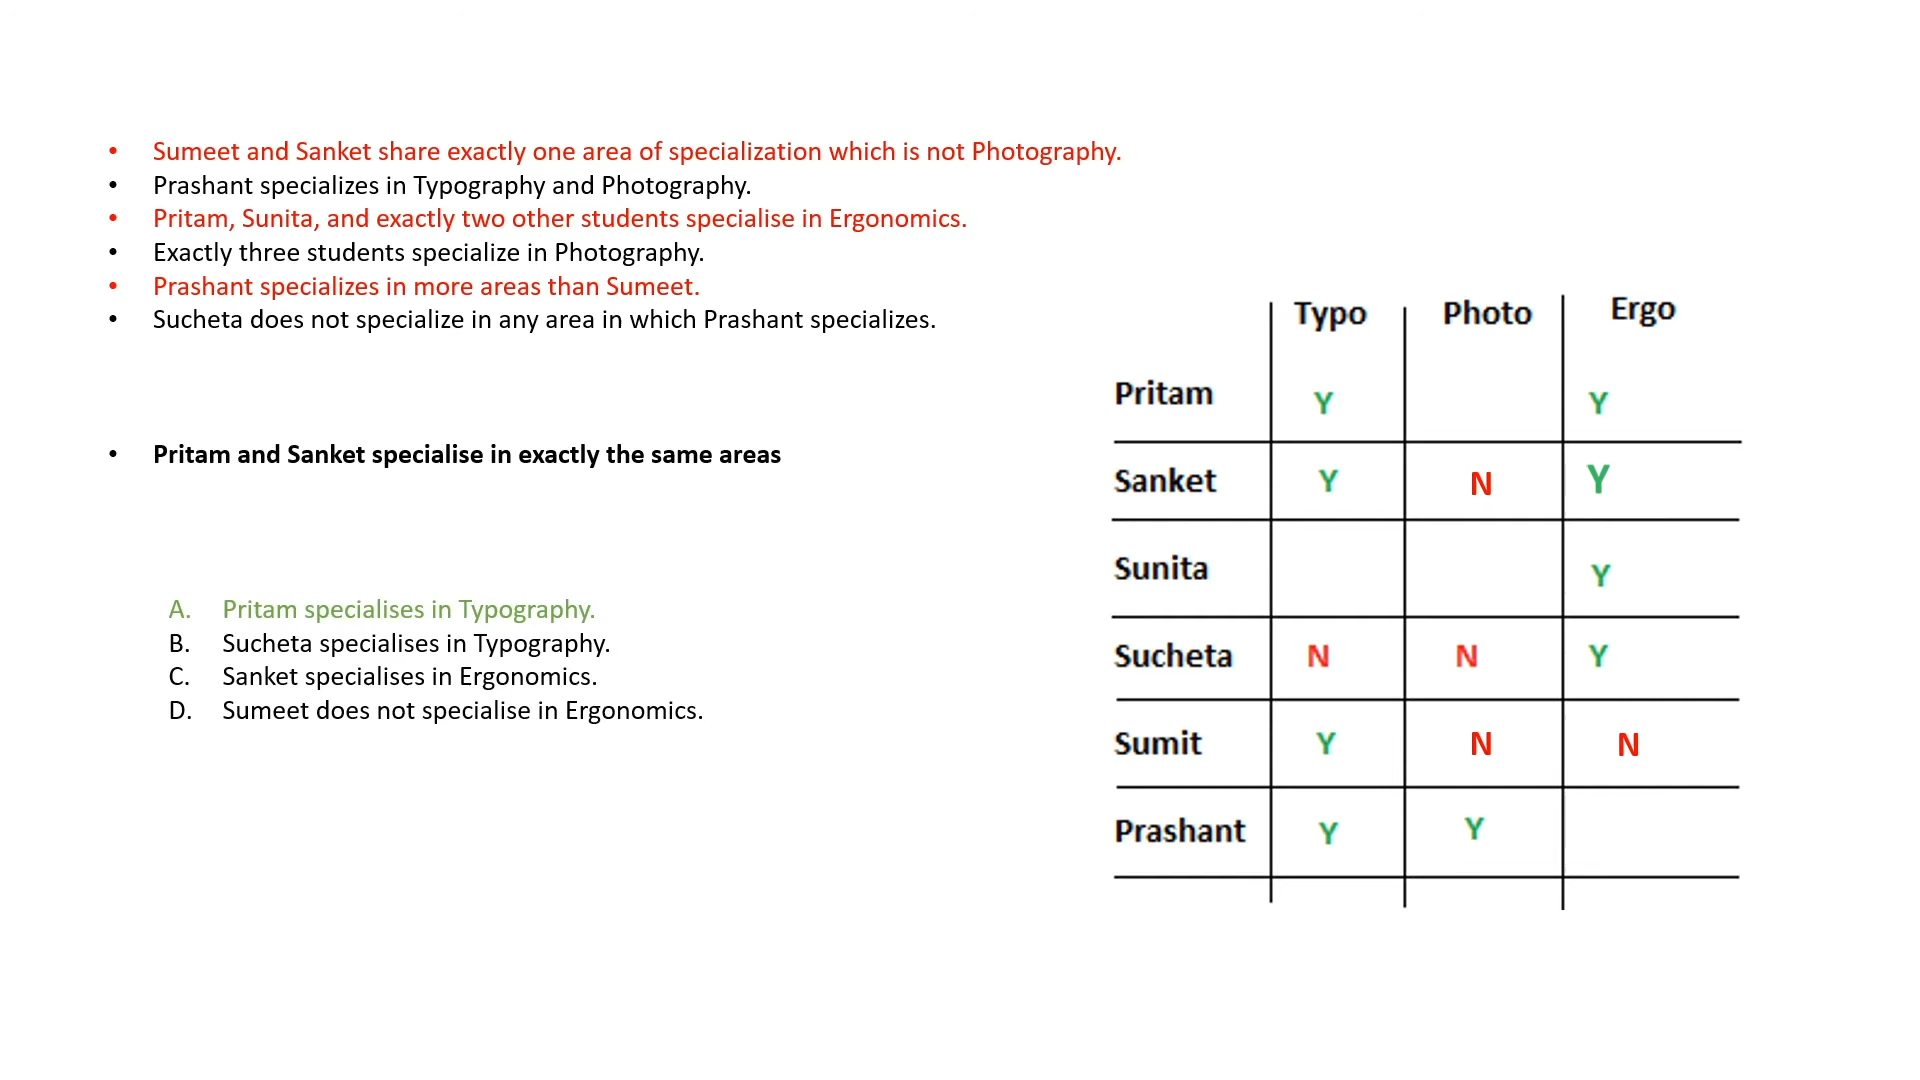 • Sumeet and Sanket share exactly one area of specialization which is not Photography.
• Prashant specializes in Typography and Photography.
• Pritam, Sunita, and exactly two other students specialise in Ergonomics.
• Exactly three students specialize in Photography.
• Prashant specializes in more areas than Sumeet.
• Sucheta does not specialize in any area in which Prashant specializes.
• Pritam and Sanket specialise in exactly the same areas
A. Pritam specialises in Typography.
B. Sucheta specialises in Typography.
C. Sanket specialises in Ergonomics.
D. Sumeet does not specialise in Ergonomics.
Typo Photo Ergo
Pritam Y Y
Sanket Y N Y
Sunita Y
Sucheta N N Y
Sumit Y N N
Prashant Y Y